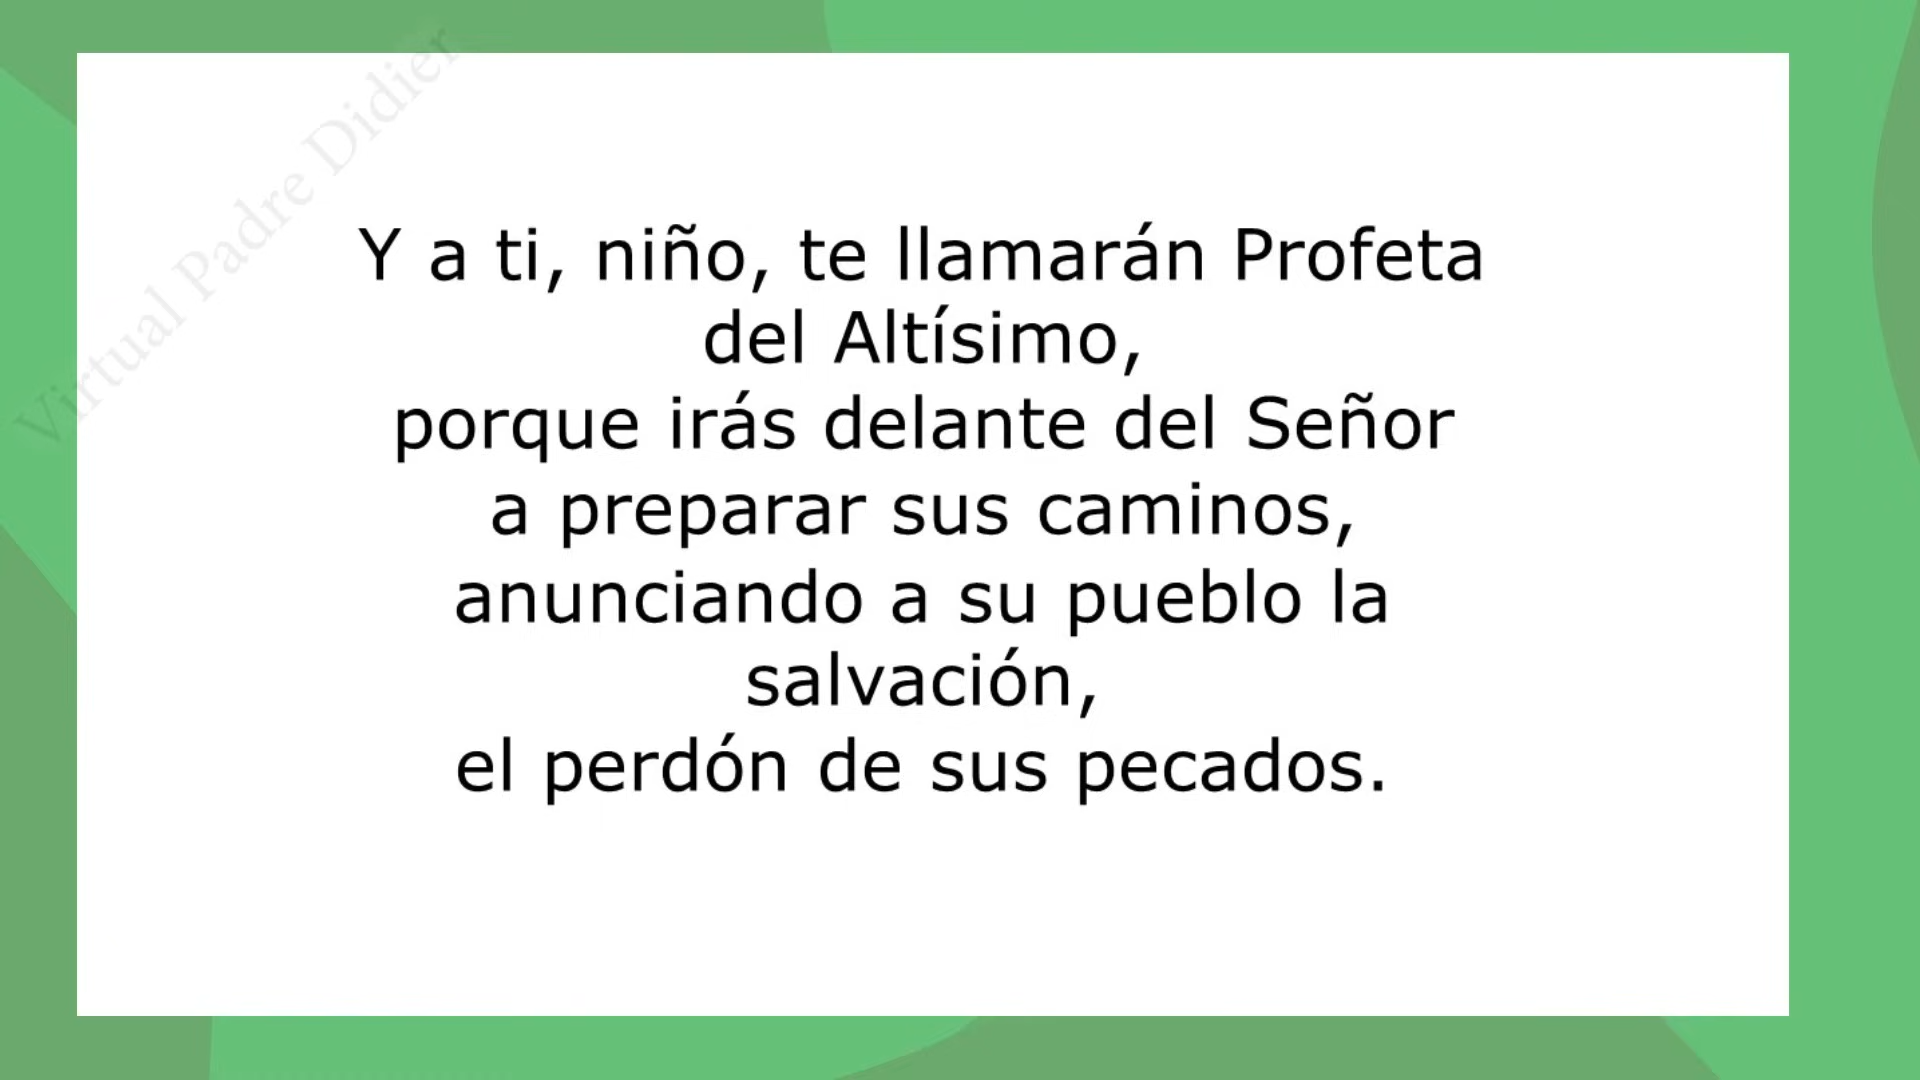 Virtual Padre Didier
Y a ti, niño, te llamarán Profeta
del Altísimo,
porque irás delante del Señor
a preparar sus caminos,
anunciando a su pueblo la
salvación,
el perdón de sus pecados.